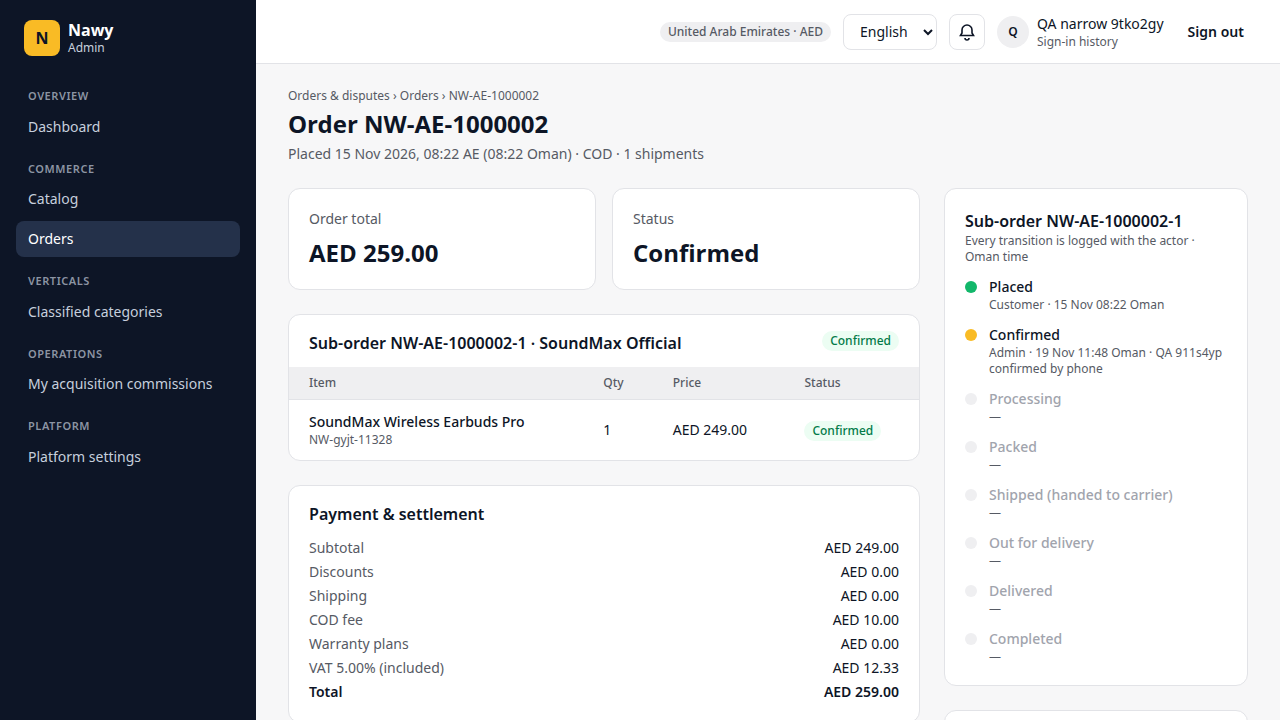 N
Nawy
Admin
OVERVIEW
Dashboard
COMMERCE
Catalog
Orders
VERTICALS
Classified categories
OPERATIONS
My acquisition commissions
PLATFORM
Platform settings
United Arab Emirates · AED
English
Q
QA narrow 9tko2gy
Sign-in history
Sign out
Orders & disputes › Orders › NW-AE-1000002
Order NW-AE-1000002
Placed 15 Nov 2026, 08:22 AE (08:22 Oman) · COD · 1 shipments
Order total
AED 259.00
Status
Confirmed
Sub-order NW-AE-1000002-1 · SoundMax Official
Confirmed
Item Qty Price Status
SoundMax Wireless Earbuds Pro
NW-gyjt-11328
1 AED 249.00 Confirmed
Payment & settlement
Subtotal AED 249.00
Discounts AED 0.00
Shipping AED 0.00
COD fee AED 10.00
Warranty plans AED 0.00
VAT 5.00% (included) AED 12.33
Total AED 259.00
Sub-order NW-AE-1000002-1
Every transition is logged with the actor ·
Oman time
Placed
Customer · 15 Nov 08:22 Oman
Confirmed
Admin · 19 Nov 11:48 Oman · QA 911s4yp
confirmed by phone
Processing
—
Packed
—
Shipped (handed to carrier)
—
Out for delivery
—
Delivered
—
Completed
—